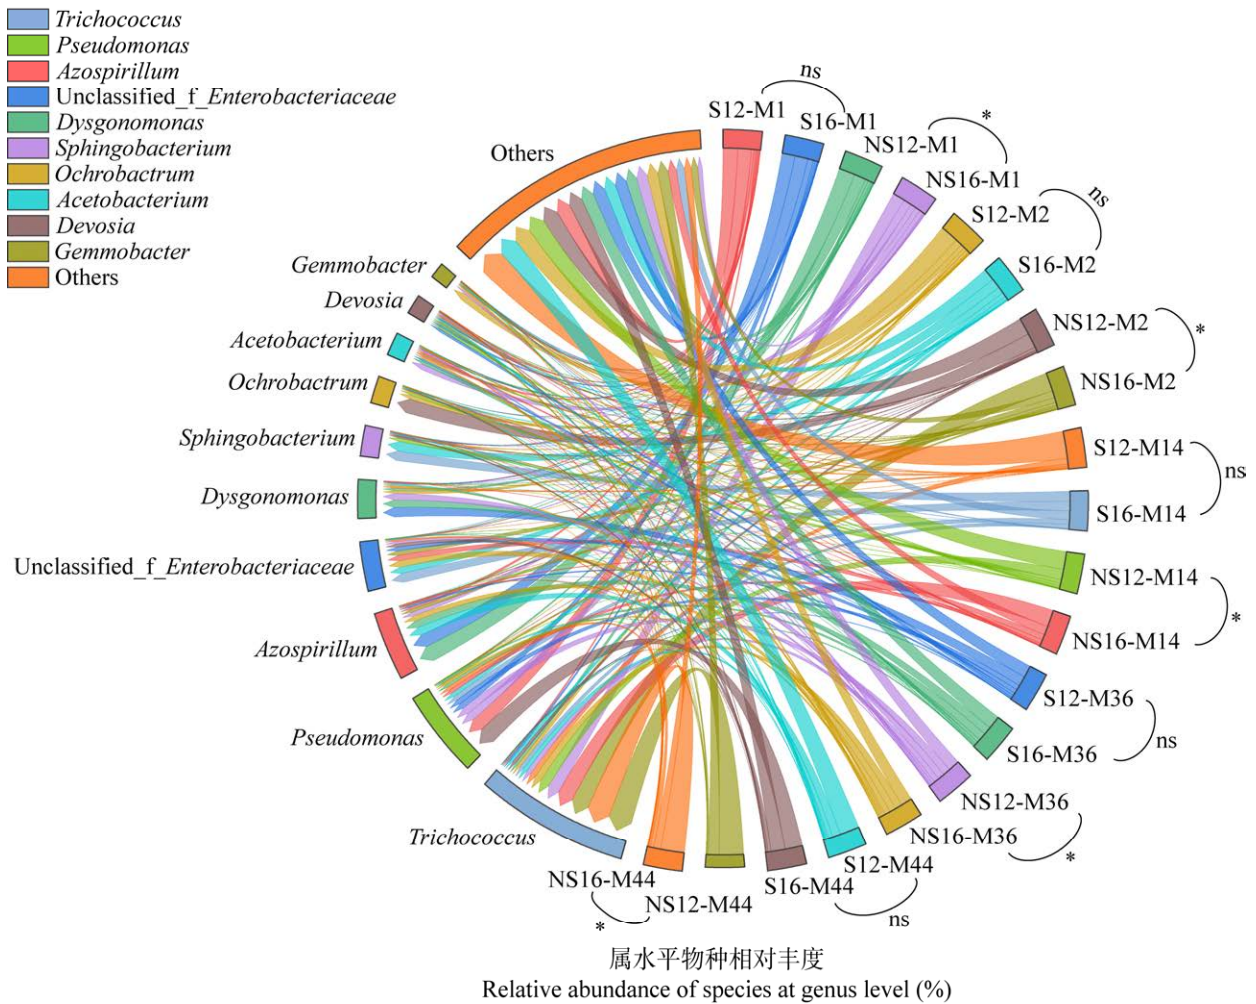 Trichococcus
Pseudomonas
Azospirillum
Unclassified_f_Enterobacteriaceae
Dysgonomonas
Sphingobacterium
Ochrobactrum
Acetobacterium
Devosia
Gemmobacter
Others
Others
Gemmobacter
Devosia
Acetobacterium
Ochrobactrum
Sphingobacterium
Dysgonomonas
Unclassified_f_Enterobacteriaceae
Azospirillum
Pseudomonas
Trichococcus
S12-M1
ns
S16-M1
NS12-M1
*
NS16-M1
S12-M2
ns
S16-M2
NS12-M2
*
NS16-M2
S12-M14
ns
S16-M14
NS12-M14
*
NS16-M14
S12-M36
ns
S16-M36
NS12-M36
*
NS16-M36
S12-M44
ns
S16-M44
NS12-M44
*
NS16-M44
属水平物种相对丰度
Relative abundance of species at genus level (%)